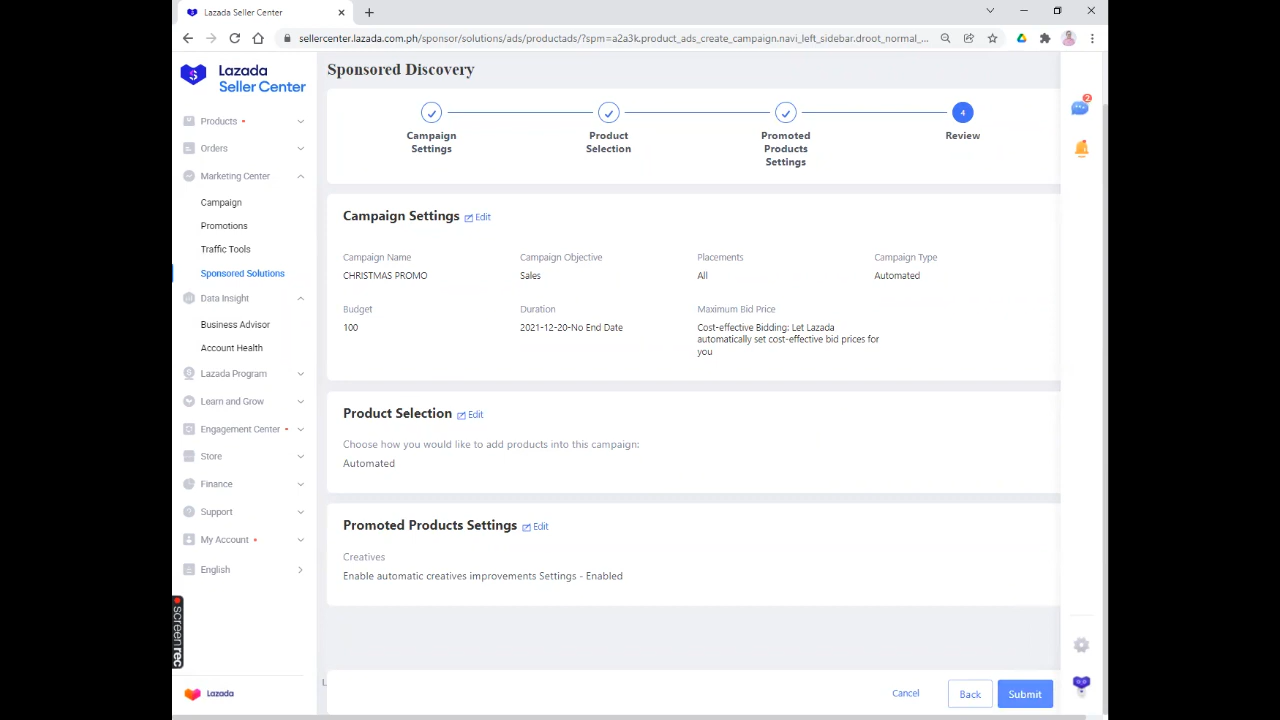 Lazada Seller Center
sellercenter.lazada.com.ph/sponsor/solutions/ads/productads/?spm=a2a3k.product_ads_create_campaign.navi_left_sidebar.droot_normal_...
Lazada
Seller Center
Products
Orders
Marketing Center
Campaign
Promotions
Traffic Tools
Sponsored Solutions
Data Insight
Business Advisor
Account Health
Lazada Program
Learn and Grow
Engagement Center
Store
Finance
Support
My Account
English
screenrec
Lazada
Sponsored Discovery
Campaign
Settings
Product
Selection
Promoted
Products
Settings
4
Review
Campaign Settings Edit
Campaign Name Campaign Objective Placements Campaign Type
CHRISTMAS PROMO Sales All Automated
Budget Duration Maximum Bid Price
100 2021-12-20-No End Date Cost-effective Bidding: Let Lazada
automatically set cost-effective bid prices for
you
Product Selection Edit
Choose how you would like to add products into this campaign:
Automated
Promoted Products Settings Edit
Creatives
Enable automatic creatives improvements Settings - Enabled
L
Cancel Back Submit
2